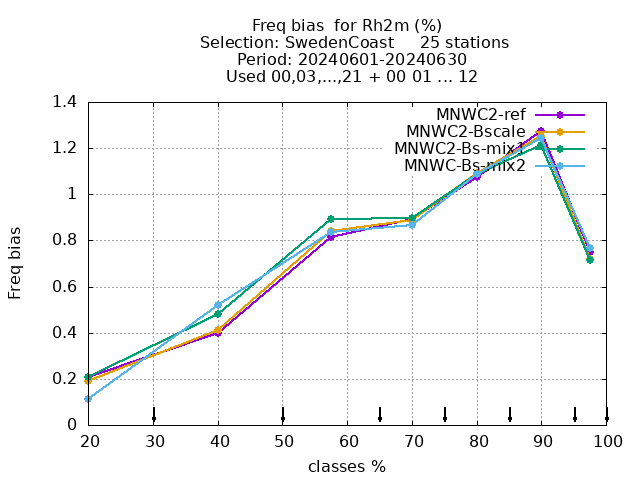 Freq bias  for Rh2m (%)
Selection: SwedenCoast     25 stations
Period: 20240601-20240630
Used 00,03,...,21 + 00 01 ... 12
MNWC2-ref
MNWC2-Bscale
MNWC2-Bs-mix1
MNWC-Bs-mix2
Freq bias
1.4
1.2
1
0.8
0.6
0.4
0.2
0
20 30 40 50 60 70 80 90 100
classes %